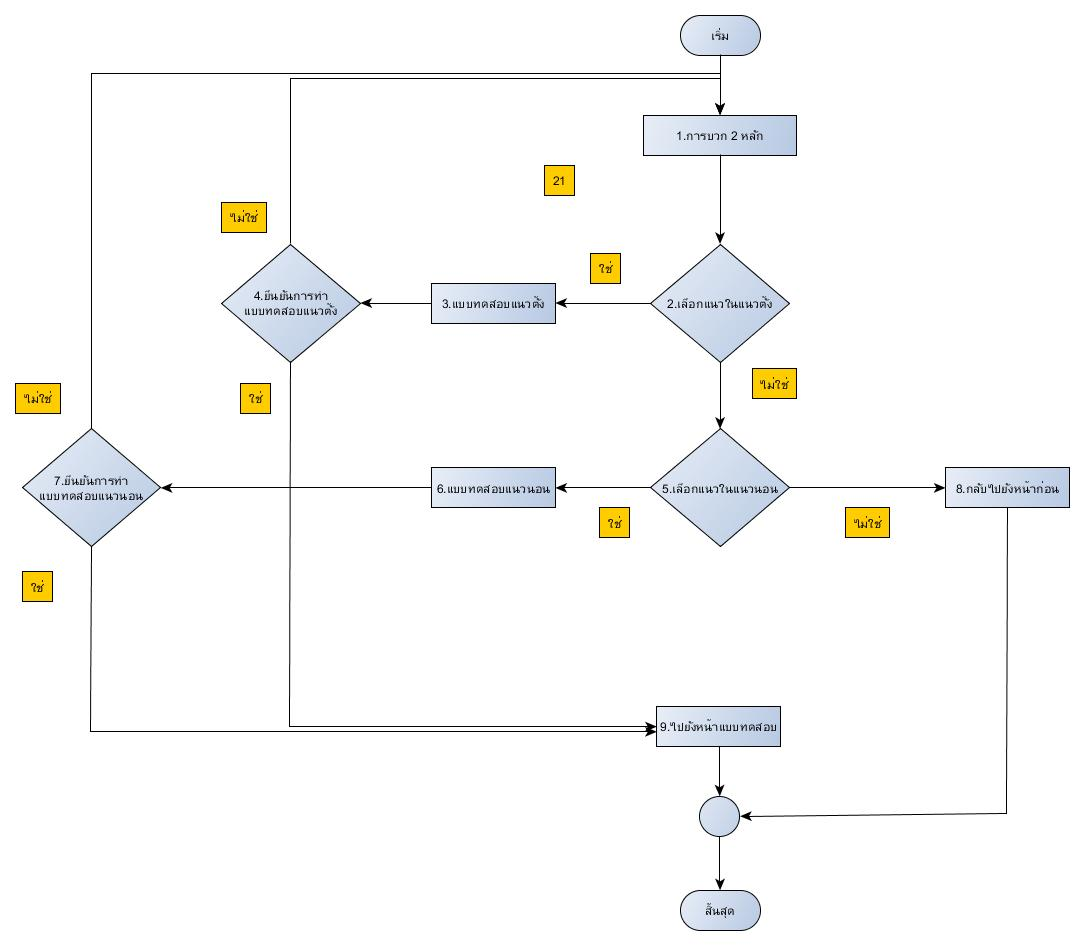 เริ่ม
1.การบวก 2 หลัก
21
ไม่ใช่
ใช่
4.ยืนยันการทำ
แบบทดสอบแนวตั้ง
3.แบบทดสอบแนวตั้ง
2.เลือกแนวในแนวตั้ง
ไม่ใช่
ใช่
ไม่ใช่
7.ยืนยันการทำ
แบบทดสอบแนวนอน
6.แบบทดสอบแนวนอน
5.เลือกแนวในแนวนอน
8.กลับไปยังหน้าก่อน
ใช่
ไม่ใช่
ใช่
9.ไปยังหน้าแบบทดสอบ
สิ้นสุด